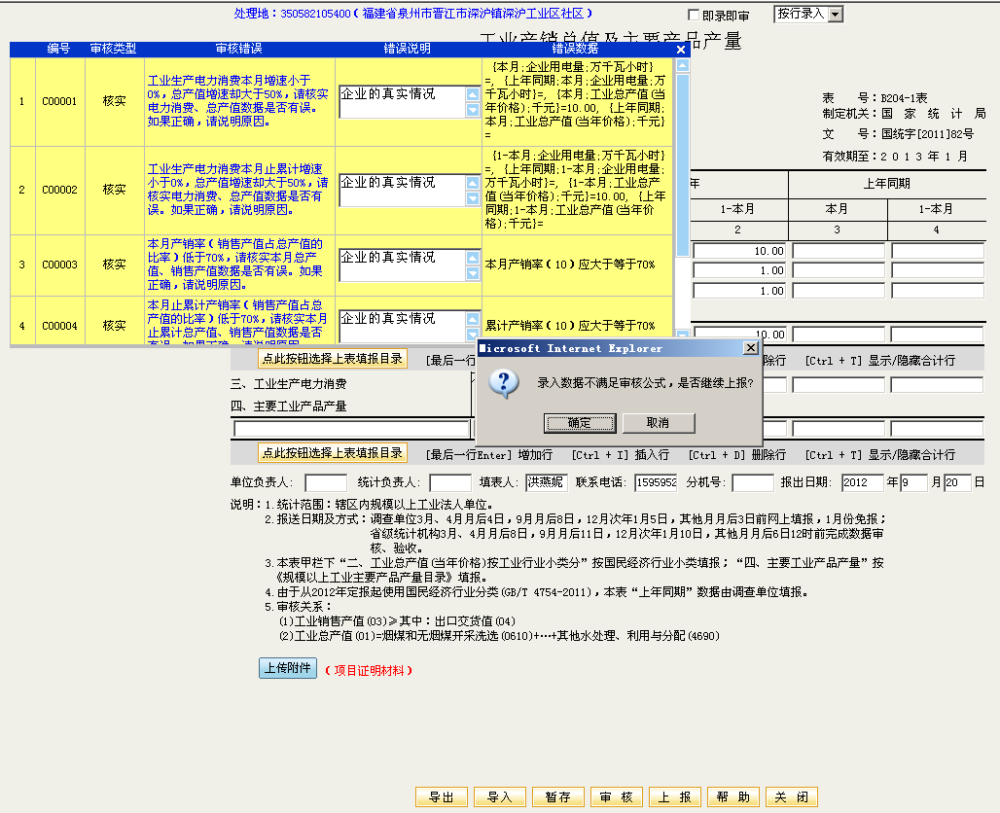 处理地：350582105400（福建省泉州市晋江市深沪镇深沪工业区社区）
即录即审
按行录入
工业产销总值及主要产品产量
编号 审核类型 审核错误 错误说明 错误数据
1 C00001 核实
工业生产电力消费本月增速小于
0%，总产值增速却大于50%，请核实
电力消费、总产值数据是否有误。
如果正确，请说明原因。
企业的真实情况
{本月;企业用电量;万千瓦小时}
=, {上年同期;本月;企业用电量;万
千瓦小时}=, {本月;工业总产值(当
年价格);千元}=10.00, {上年同期;
本月;工业总产值(当年价格);千元}
=
2 C00002 核实
工业生产电力消费本月止累计增速
小于0%，总产值增速却大于50%，请
核实电力消费、总产值数据是否有
误。如果正确，请说明原因。
企业的真实情况
{1-本月;企业用电量;万千瓦小时}
=, {上年同期;1-本月;企业用电量;
万千瓦小时}=, {1-本月;工业总产
值(当年价格);千元}=10.00, {上年
同期;1-本月;工业总产值(当年价
格);千元}=
3 C00003 核实
本月产销率（销售产值占总产值的
比率）低于70%，请核实本月总产
值、销售产值数据是否有误。如果
正确，请说明原因。
企业的真实情况
本月产销率（10）应大于等于70%
4 C00004 核实
本月止累计产销率（销售产值占总
产值的比率）低于70%，请核实本月
止累计总产值、销售产值数据是否
企业的真实情况
累计产销率（10）应大于等于70%
表　　号：B204-1表
制定机关：国 家 统 计 局
文　　号：国统字[2011]82号
有效期至：2 0 1 3 年 1 月
年 上年同期
1-本月 本月 1-本月
2 3 4
10.00
1.00
1.00
10.00
点此按钮选择上表填报目录 [最后一行 除行 [Ctrl + T] 显示/隐藏合计行
Microsoft Internet Explorer
录入数据不满足审核公式，是否继续上报?
确定 取消
三、工业生产电力消费
四、主要工业产品产量
点此按钮选择上表填报目录 [最后一行Enter] 增加行 [Ctrl + I] 插入行 [Ctrl + D] 删除行 [Ctrl + T] 显示/隐藏合计行
单位负责人： 统计负责人： 填表人：洪燕妮 联系电话：1595952 分机号： 报出日期：2012 年 9 月 20 日
说明：1.统计范围：辖区内规模以上工业法人单位。
2.报送日期及方式：调查单位3月、4月月后4日，9月月后8日，12月次年1月5日，其他月月后3日前网上填报，1月份免报；
省级统计机构3月、4月月后8日，9月月后11日，12月次年1月10日，其他月月后6日12时前完成数据审
核、验收。
3.本表甲栏下“二、工业总产值(当年价格)按工业行业小类分”按国民经济行业小类填报；“四、主要工业产品产量”按
《规模以上工业主要产品产量目录》填报。
4.由于从2012年定报起使用国民经济行业分类(GB/T 4754-2011)，本表“上年同期”数据由调查单位填报。
5.审核关系：
(1)工业销售产值(03)≥其中：出口交货值(04)
(2)工业总产值(01)=烟煤和无烟煤开采洗选(0610)+…+其他水处理、利用与分配(4690)
上传附件 （项目证明材料）
导出 导入 暂存 审 核 上 报 帮 助 关 闭